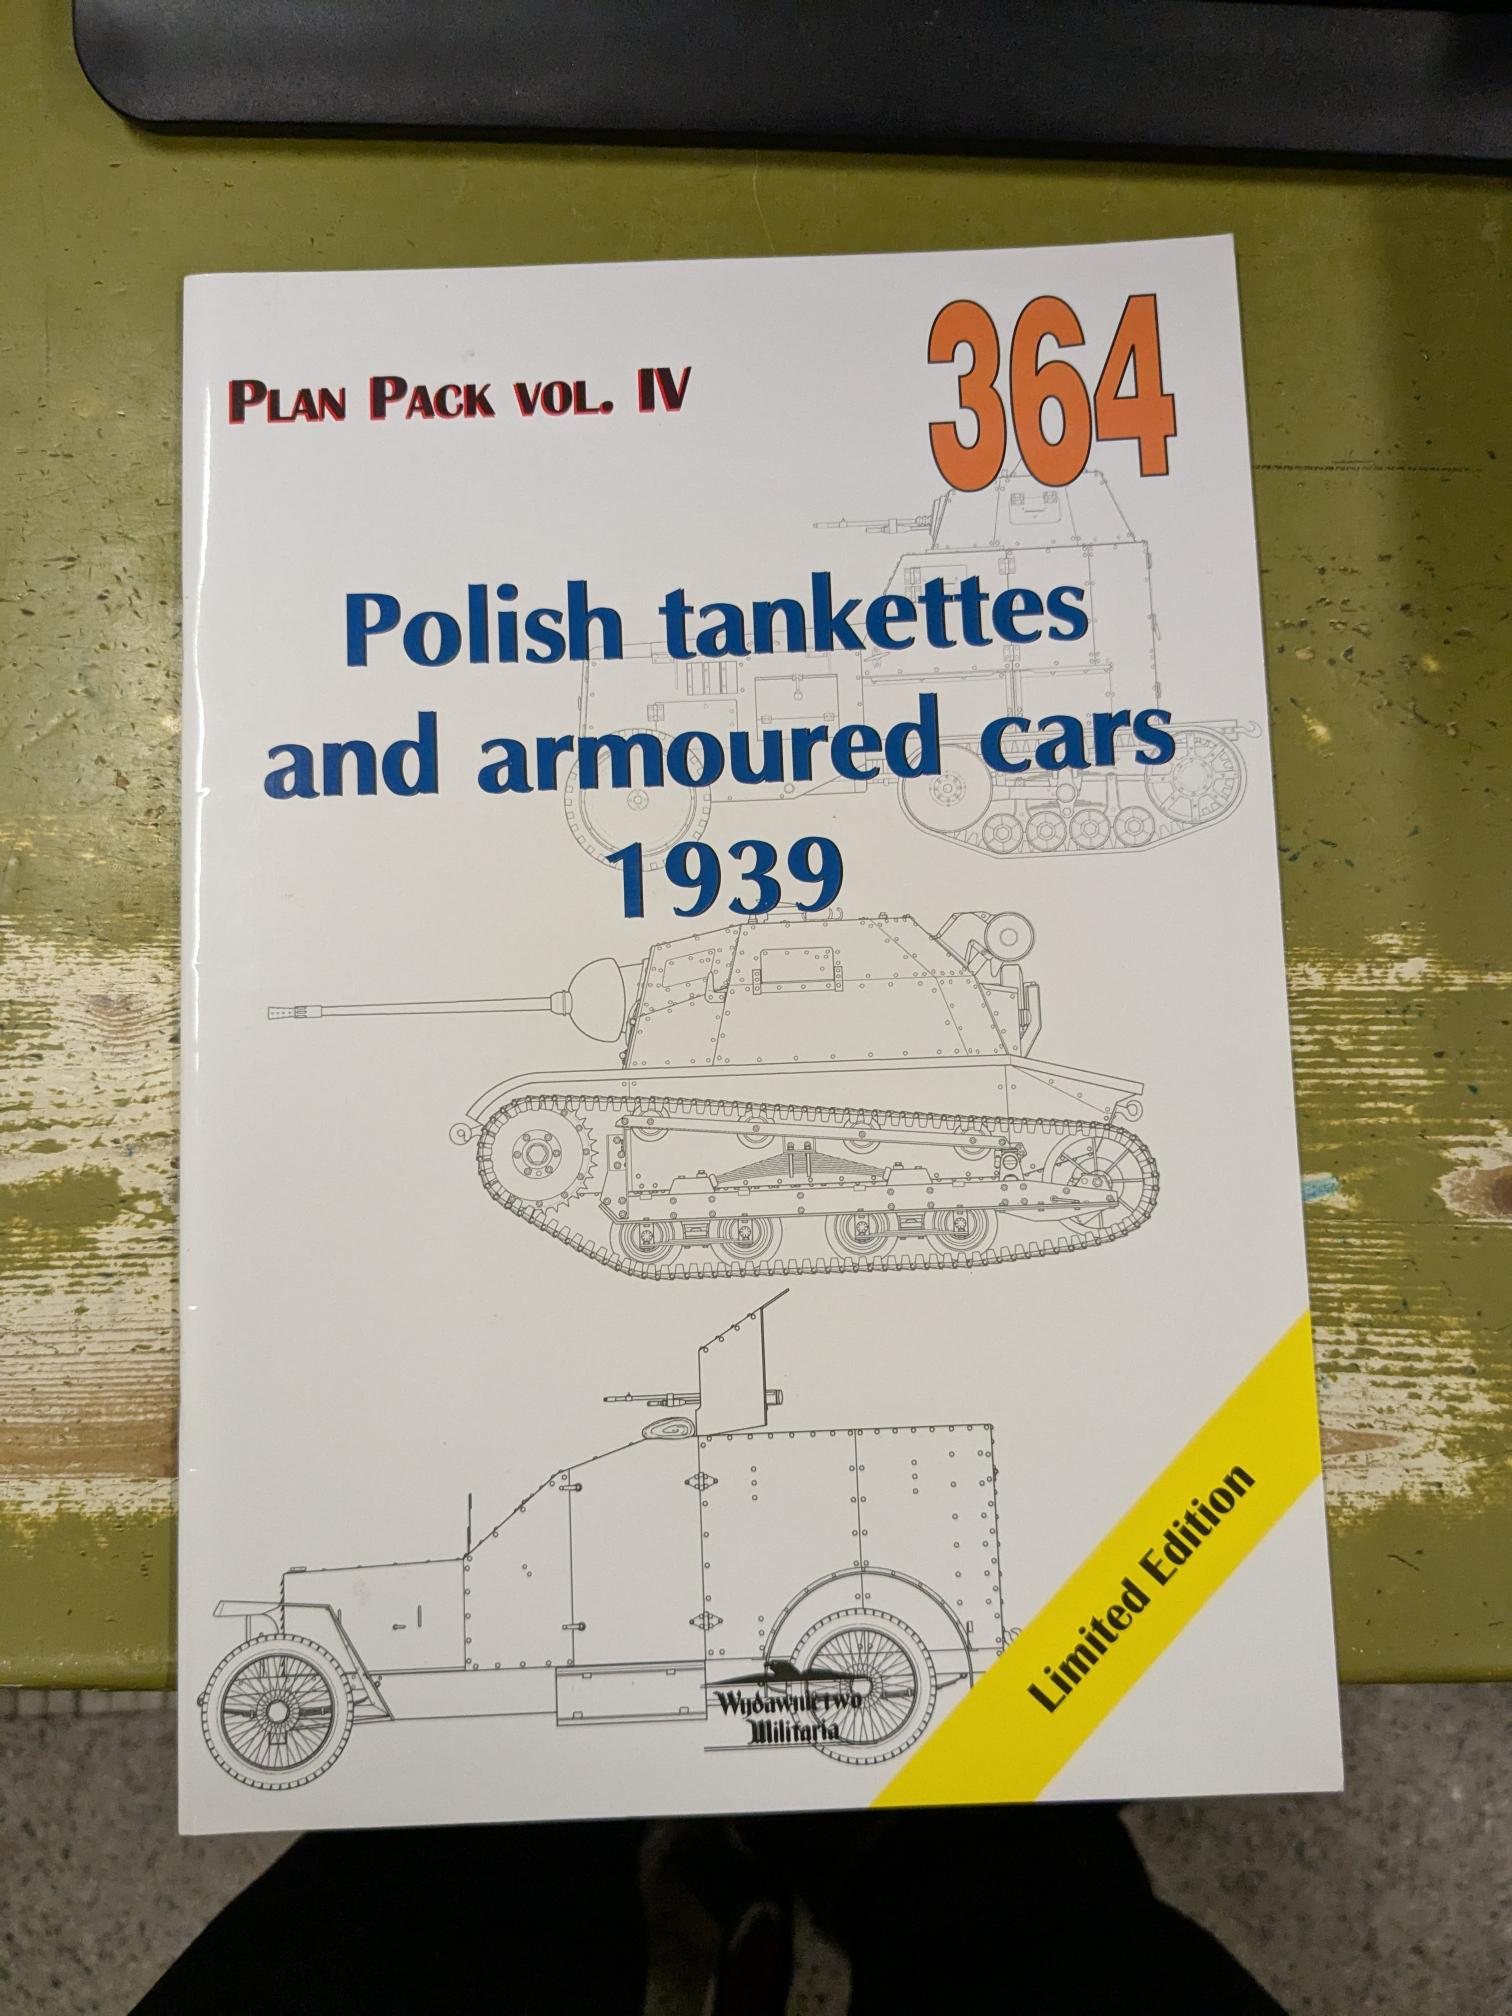 PLAN PACK VOL. IV
364
Polish tankettes
and armoured cars
1939
Limited Edition
Wydawnictwo
Militaria